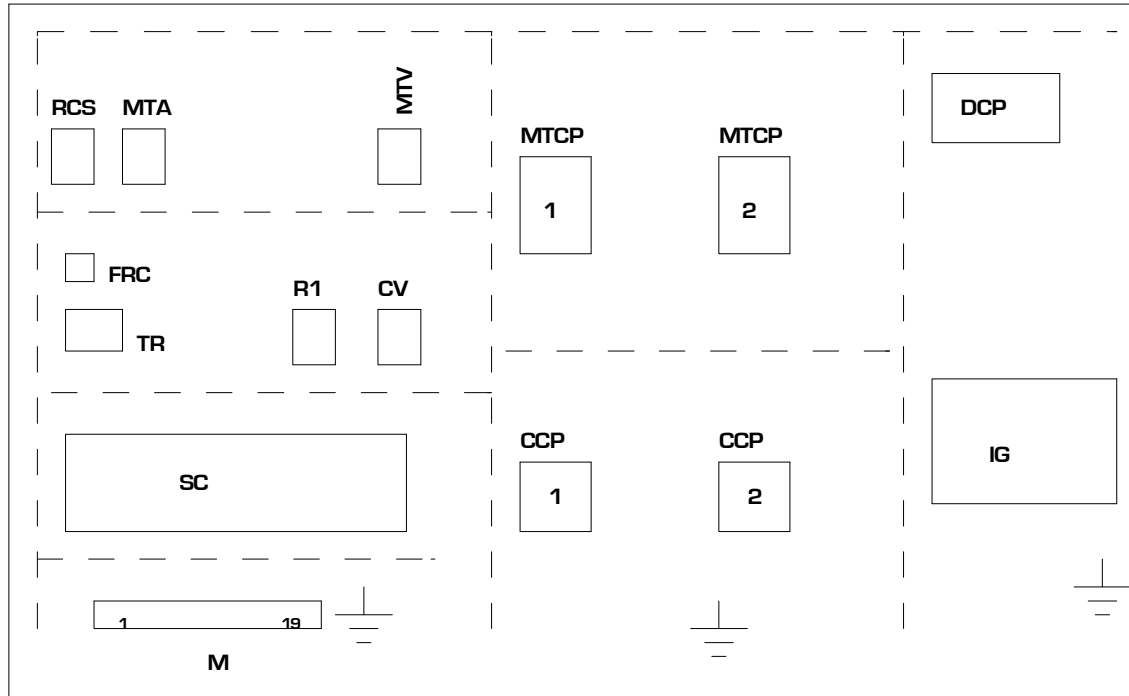 RCS MTA MTV
MTCP MTCP
DCP
1 2
FRC
R1 CV
TR
CCP CCP
SC
1 2
IG
1 19
M